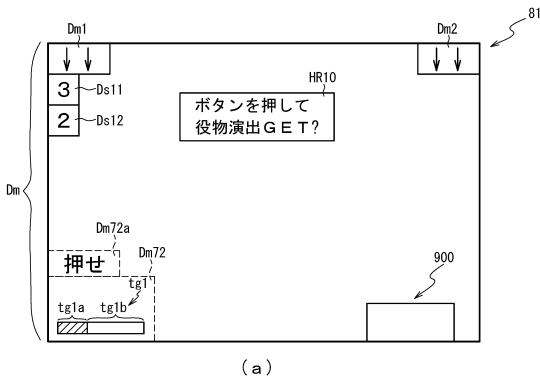 81
Dm1
Dm2
↓↓
↓↓
3
Ds11
2
Ds12
HR10
ボタンを押して
役物演出GET?
Dm
Dm72a
Dm72
押せ
tg1
tg1a
tg1b
900
(a)